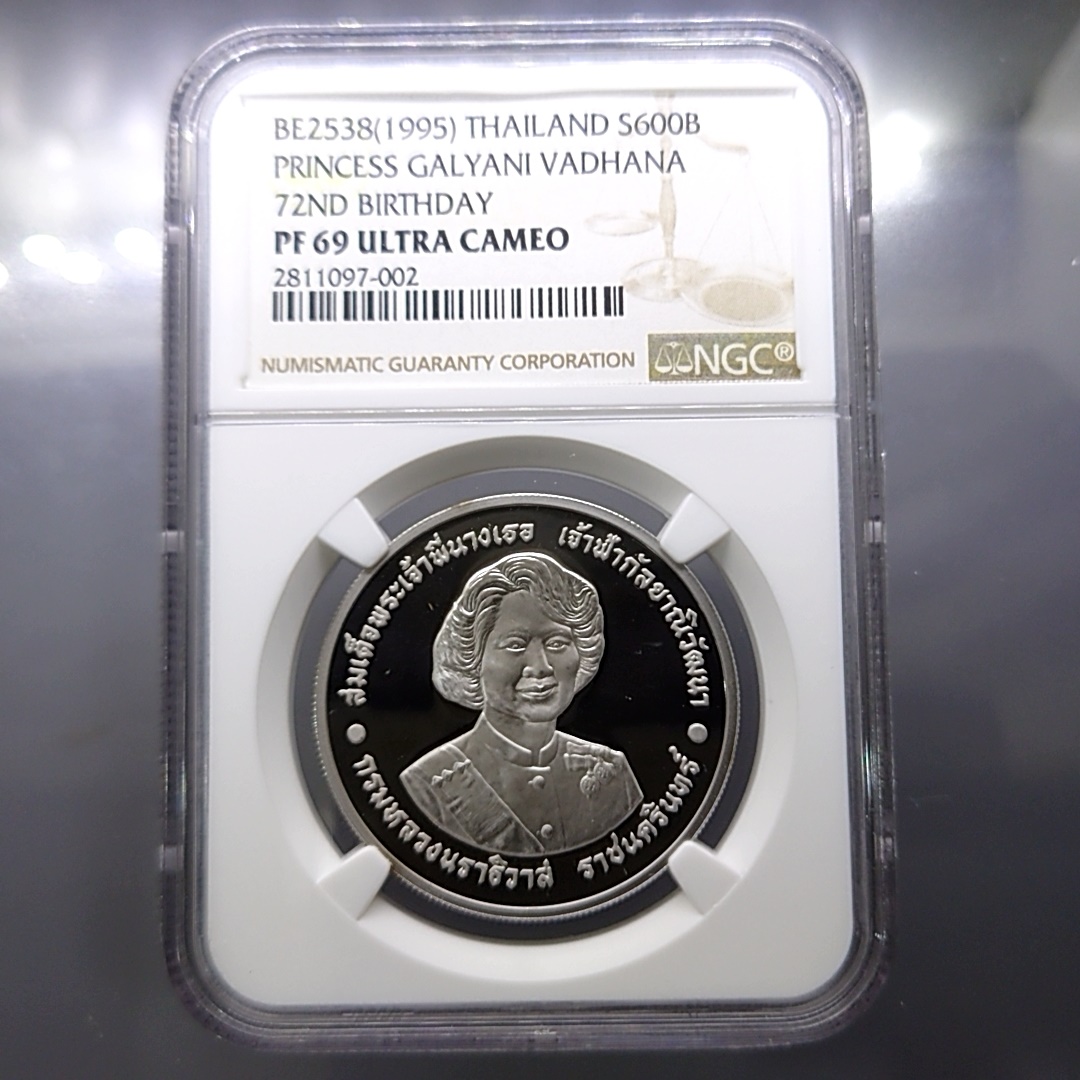 BE2538(1995) THAILAND S600B
PRINCESS GALYANI VADHANA
72ND BIRTHDAY
PF 69 ULTRA CAMEO
2811097-002
NUMISMATIC GUARANTY CORPORATION NGC®
สมเด็จพระเจ้าพี่นางเธอ เจ้าฟ้ากัลยาณิวัฒนา
กรมหลวงนราธิวาส ราชนครินทร์